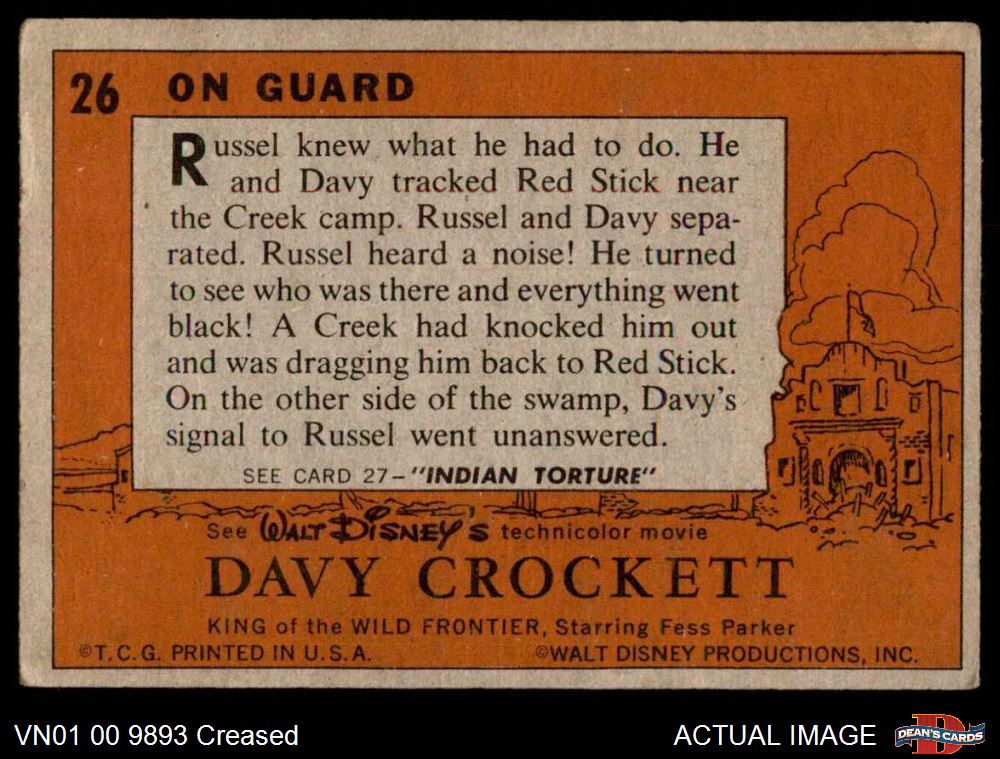 26 ON GUARD
Russel knew what he had to do. He
and Davy tracked Red Stick near
the Creek camp. Russel and Davy sepa-
rated. Russel heard a noise! He turned
to see who was there and everything went
black! A Creek had knocked him out
and was dragging him back to Red Stick.
On the other side of the swamp, Davy's
signal to Russel went unanswered.
SEE CARD 27–"INDIAN TORTURE"
See WALT DISNEY'S technicolor movie
DAVY CROCKETT
KING of the WILD FRONTIER, Starring Fess Parker
©T.C.G. PRINTED IN U.S.A. ©WALT DISNEY PRODUCTIONS, INC.
VN01 00 9893 Creased ACTUAL IMAGE D DEAN'S CARDS